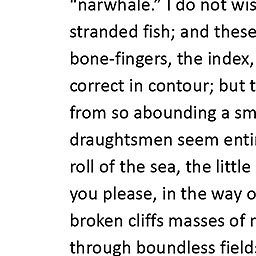 "narwhale." I do not wis
stranded fish; and these
bone-fingers, the index,
correct in contour; but t
from so abounding a sm
draughtsmen seem enti
roll of the sea, the little
you please, in the way o
broken cliffs masses of r
through boundless field